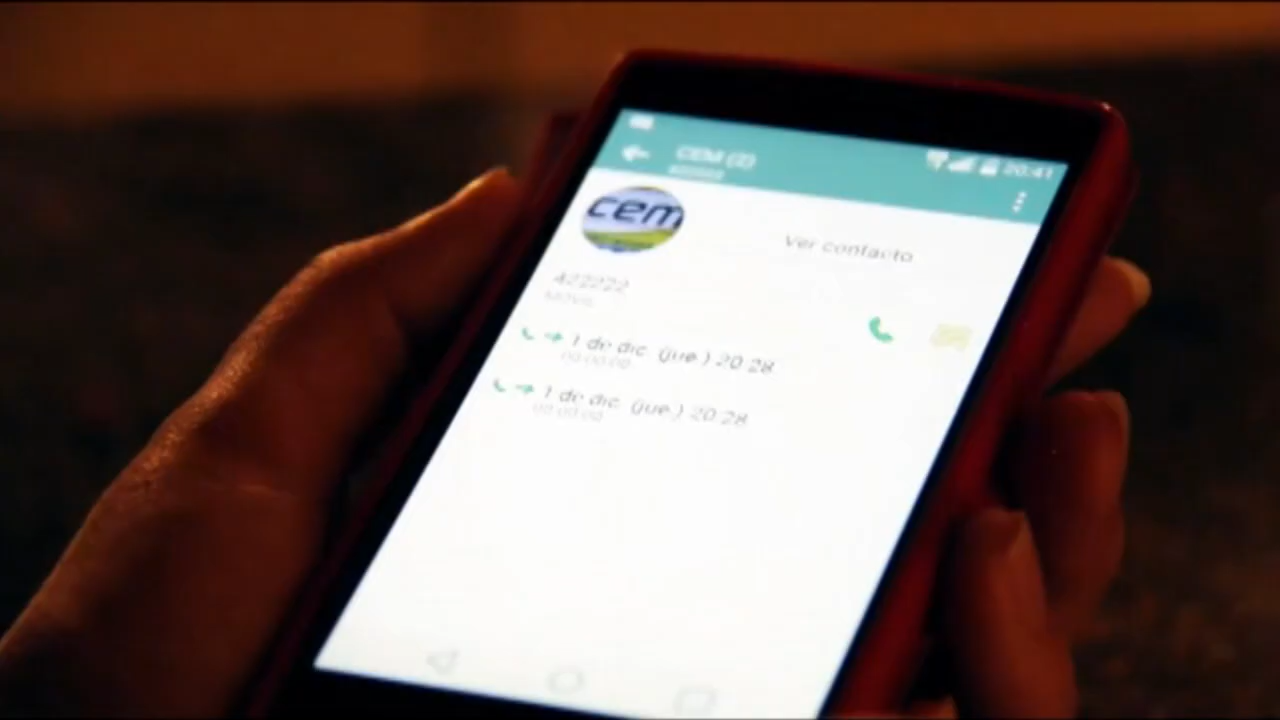 20:41
CEM (2)
cem
Ver contacto
422222
MÓVIL
1 de dic. (jue.) 20:28
00:00:00
1 de dic. (jue.) 20:28
00:00:00